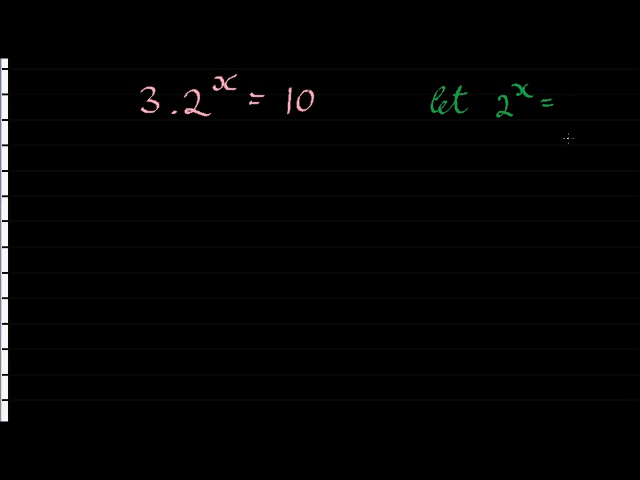 3 . 2^x = 10 let 2^x =